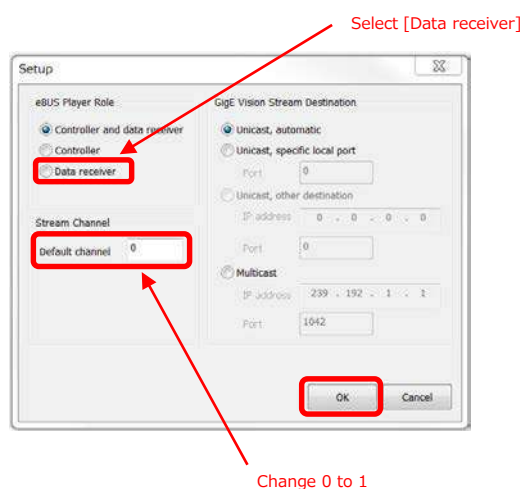 Select [Data receiver]
Setup
eBUS Player Role
Controller and data receiver
Controller
Data receiver
Stream Channel
Default channel 0
GigE Vision Stream Destination
Unicast, automatic
Unicast, specific local port
Port 0
Unicast, other destination
IP address 0 . 0 . 0 . 0
Port 0
Multicast
IP address 239 . 192 . 1 . 1
Port 1042
OK Cancel
Change 0 to 1